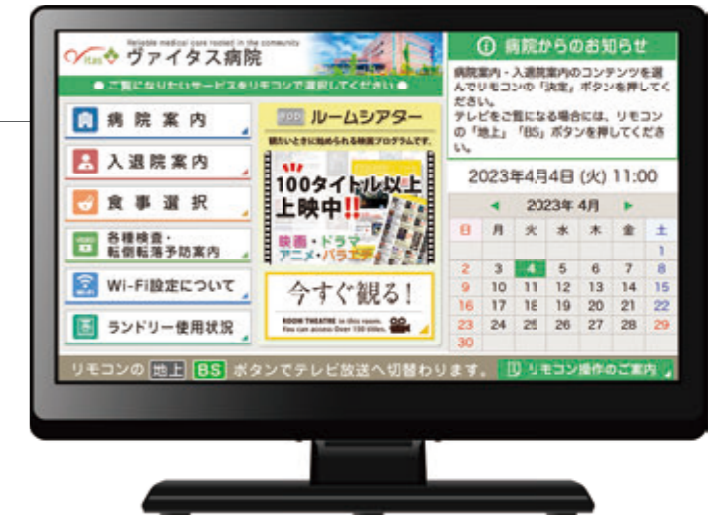 Reliable medical care rooted in the community
Vitas ヴァイタス病院
● ご覧になりたいサービスをリモコンで選択してください ●
病院案内
入退院案内
食事選択
各種検査・
転倒転落予防案内
Wi-Fi設定について
ランドリー使用状況
VOD ルームシアター
観たいときに始められる映画プログラムです。
100タイトル以上
上映中!!
映画・ドラマ
アニメ・バラエティ
今すぐ観る!
ROOM THEATRE in this room.
You can access Over 100 titles.
病院からのお知らせ
病院案内・入退院案内のコンテンツを選
んでリモコンの「決定」ボタンを押してく
ださい。
テレビをご覧になる場合には、リモコン
の「地上」「BS」ボタンを押してくださ
い。
2023年4月4日 (火) 11:00
◀ 2023年 4月 ▶
日 月 火 水 木 金 土
1
2 3 4 5 6 7 8
9 10 11 12 13 14 15
16 17 18 19 20 21 22
23 24 25 26 27 28 29
30
リモコンの 地上 BS ボタンでテレビ放送へ切替わります。
リモコン操作のご案内